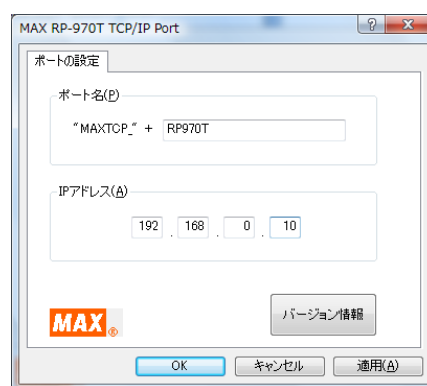 MAX RP-970T TCP/IP Port
ポートの設定
ポート名(P)
"MAXTCP_" + RP970T
IPアドレス(A)
192 . 168 . 0 . 10
MAX®
バージョン情報
OK キャンセル 適用(A)